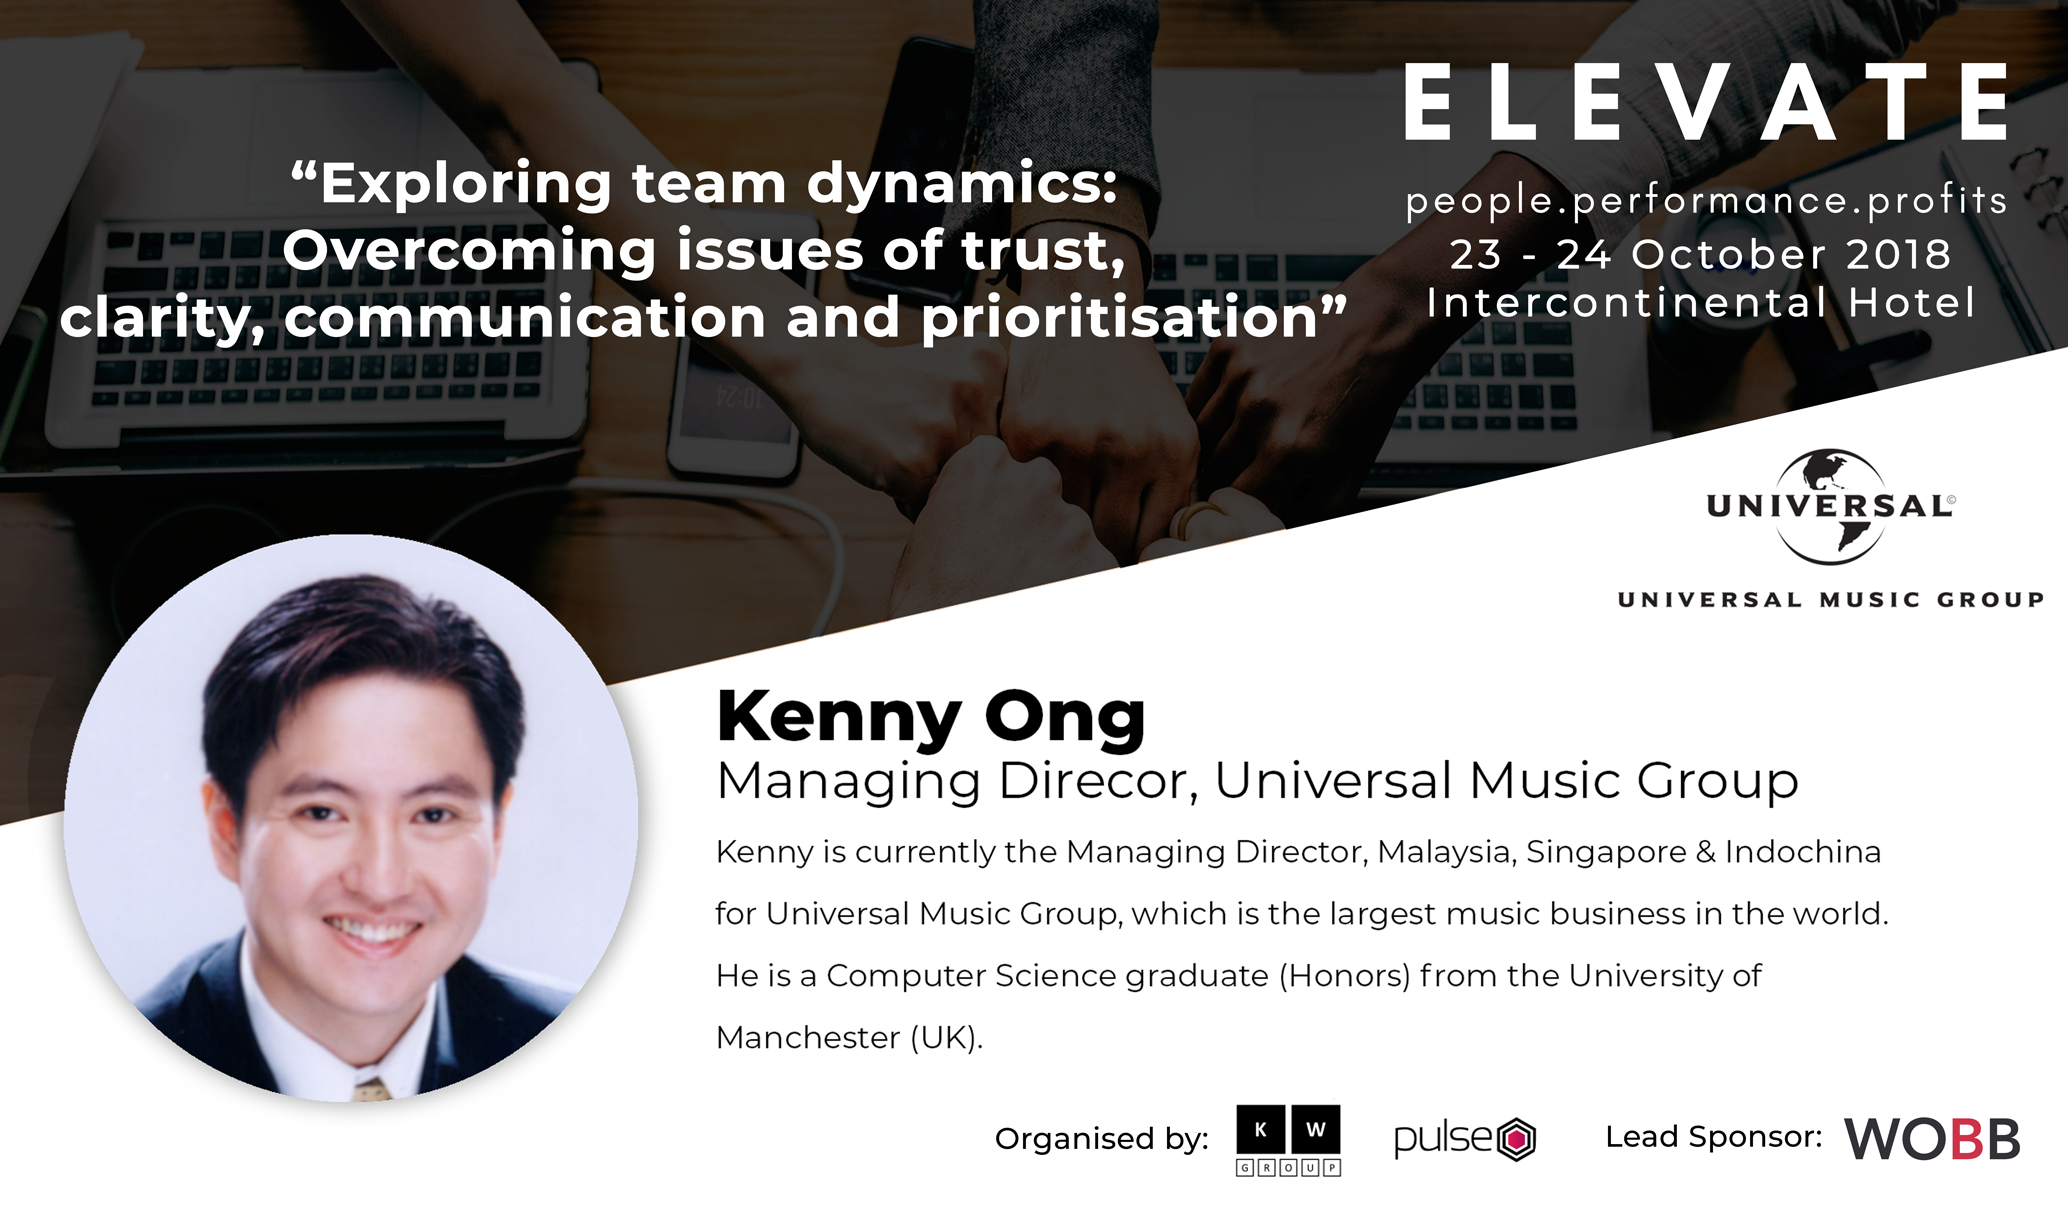 “Exploring team dynamics:
Overcoming issues of trust,
clarity, communication and prioritisation”
ELEVATE
people.performance.profits
23 - 24 October 2018
Intercontinental Hotel
10:24
UNIVERSAL©
UNIVERSAL MUSIC GROUP
Kenny Ong
Managing Direcor, Universal Music Group
Kenny is currently the Managing Director, Malaysia, Singapore & Indochina
for Universal Music Group, which is the largest music business in the world.
He is a Computer Science graduate (Honors) from the University of
Manchester (UK).
Organised by:
K W
GROUP
pulse
Lead Sponsor:
WOBB